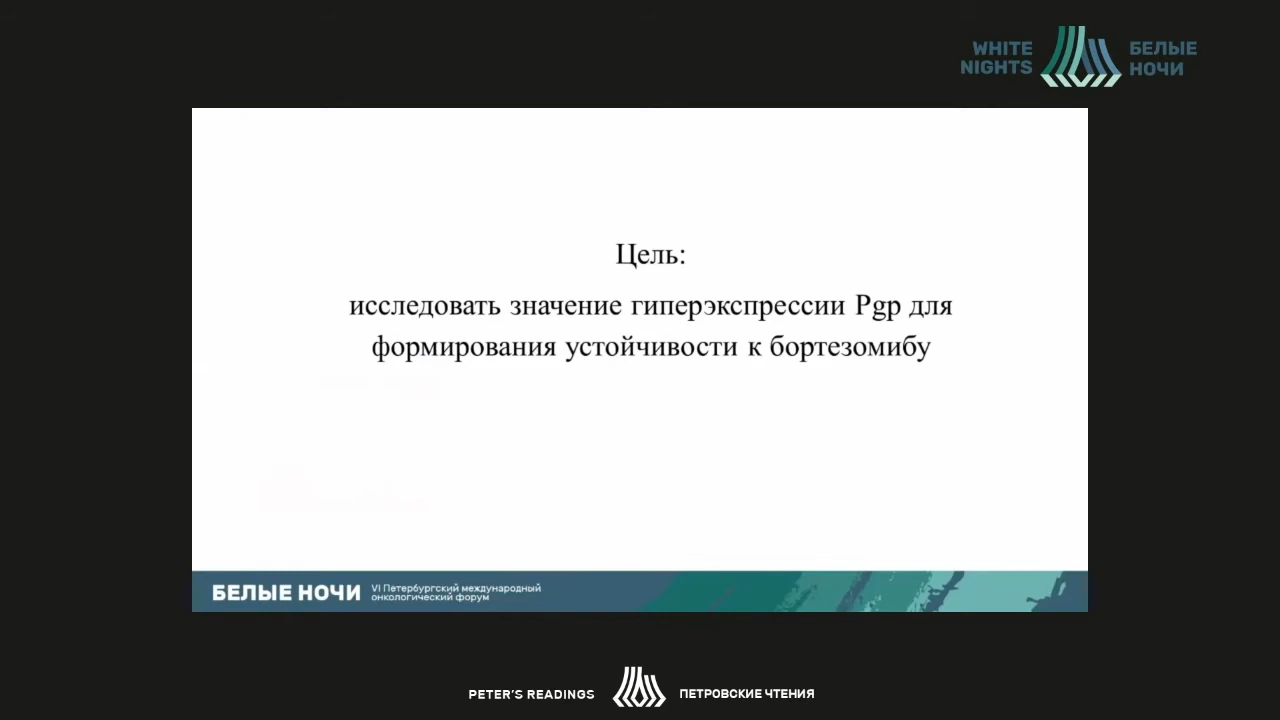 WHITE
NIGHTS
БЕЛЫЕ
НОЧИ
Цель:
исследовать значение гиперэкспрессии Pgp для
формирования устойчивости к бортезомибу
БЕЛЫЕ НОЧИ
VI Петербургский международный
онкологический форум
PETER'S READINGS
ПЕТРОВСКИЕ ЧТЕНИЯ